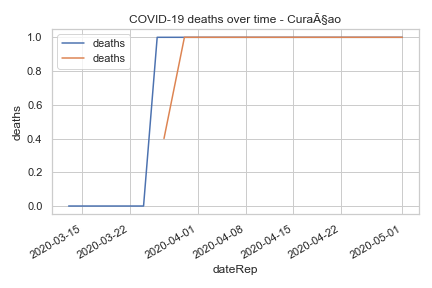 COVID-19 deaths over time - CuraÃ§ao
deaths
deaths
1.0
0.8
0.6
0.4
0.2
0.0
deaths
2020-03-15
2020-03-22
2020-04-01
2020-04-08
2020-04-15
2020-04-22
2020-05-01
dateRep